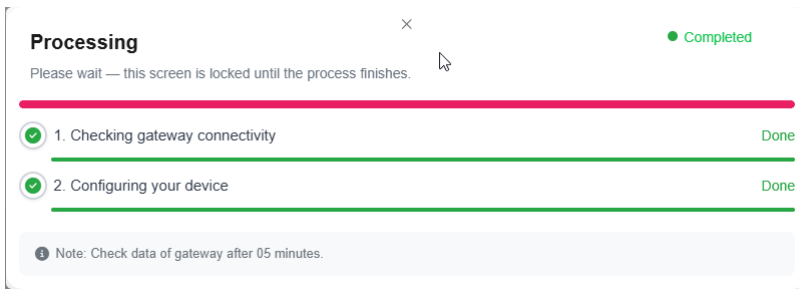 Processing
Completed
Please wait — this screen is locked until the process finishes.
1. Checking gateway connectivity
Done
2. Configuring your device
Done
Note: Check data of gateway after 05 minutes.